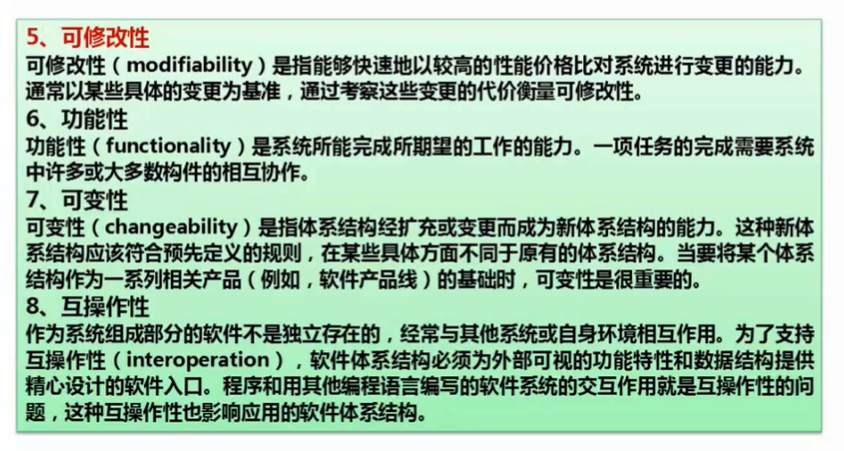 5、可修改性
可修改性（modifiability）是指能够快速地以较高的性能价格比对系统进行变更的能力。
通常以某些具体的变更为基准，通过考察这些变更的代价衡量可修改性。
6、功能性
功能性（functionality）是系统所能完成所期望的工作的能力。一项任务的完成需要系统
中许多或大多数构件的相互协作。
7、可变性
可变性（changeability）是指体系结构经扩充或变更而成为新体系结构的能力。这种新体
系结构应该符合预先定义的规则，在某些具体方面不同于原有的体系结构。当要将某个体系
结构作为一系列相关产品（例如，软件产品线）的基础时，可变性是很重要的。
8、互操作性
作为系统组成部分的软件不是独立存在的，经常与其他系统或自身环境相互作用。为了支持
互操作性（interoperation），软件体系结构必须为外部可视的功能特性和数据结构提供
精心设计的软件入口。程序和用其他编程语言编写的软件系统的交互作用就是互操作性的问
题，这种互操作性也影响应用的软件体系结构。